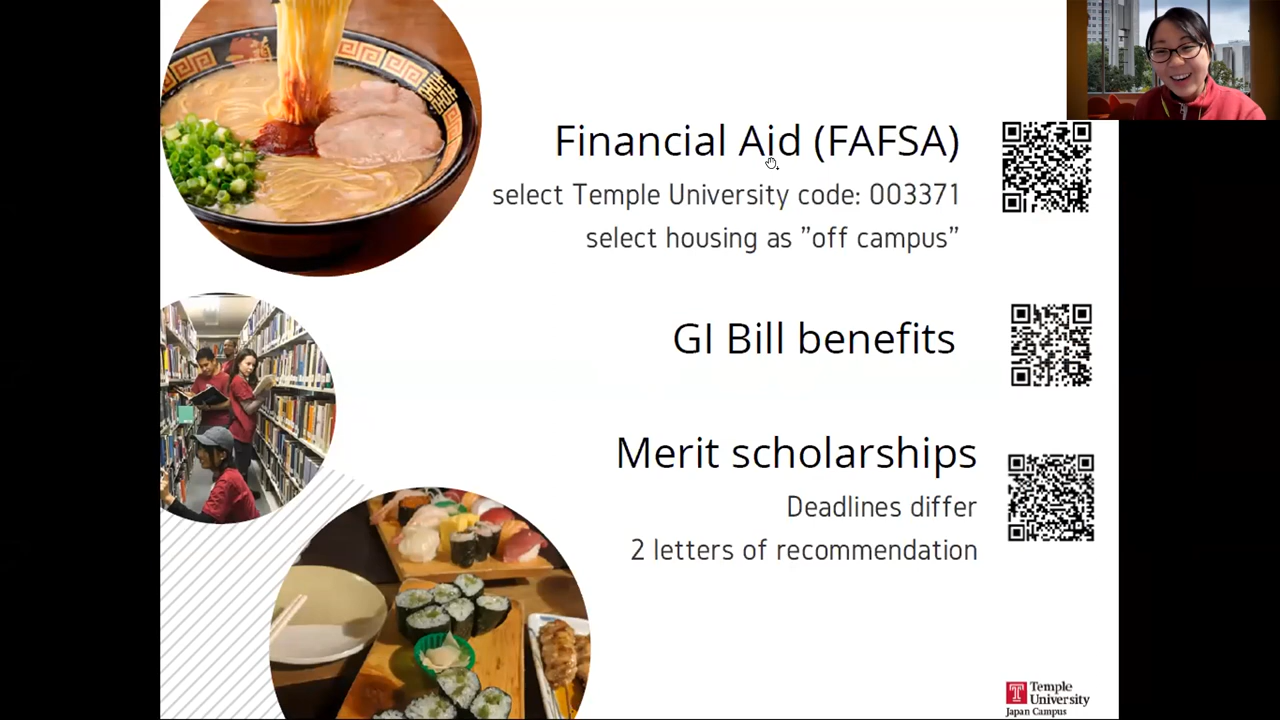 Financial Aid (FAFSA)
select Temple University code: 003371
select housing as ”off campus”
GI Bill benefits
Merit scholarships
Deadlines differ
2 letters of recommendation
Temple
University
Japan Campus